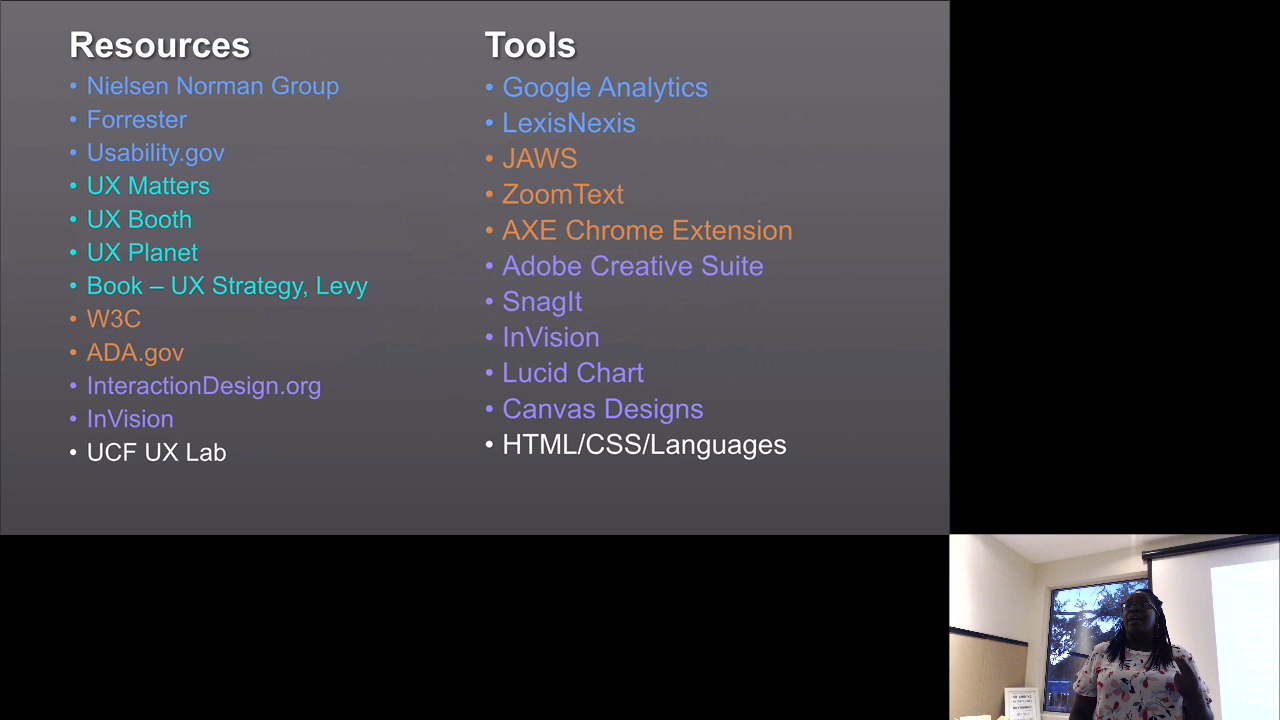 Resources
• Nielsen Norman Group
• Forrester
• Usability.gov
• UX Matters
• UX Booth
• UX Planet
• Book – UX Strategy, Levy
• W3C
• ADA.gov
• InteractionDesign.org
• InVision
• UCF UX Lab
Tools
• Google Analytics
• LexisNexis
• JAWS
• ZoomText
• AXE Chrome Extension
• Adobe Creative Suite
• SnagIt
• InVision
• Lucid Chart
• Canvas Designs
• HTML/CSS/Languages